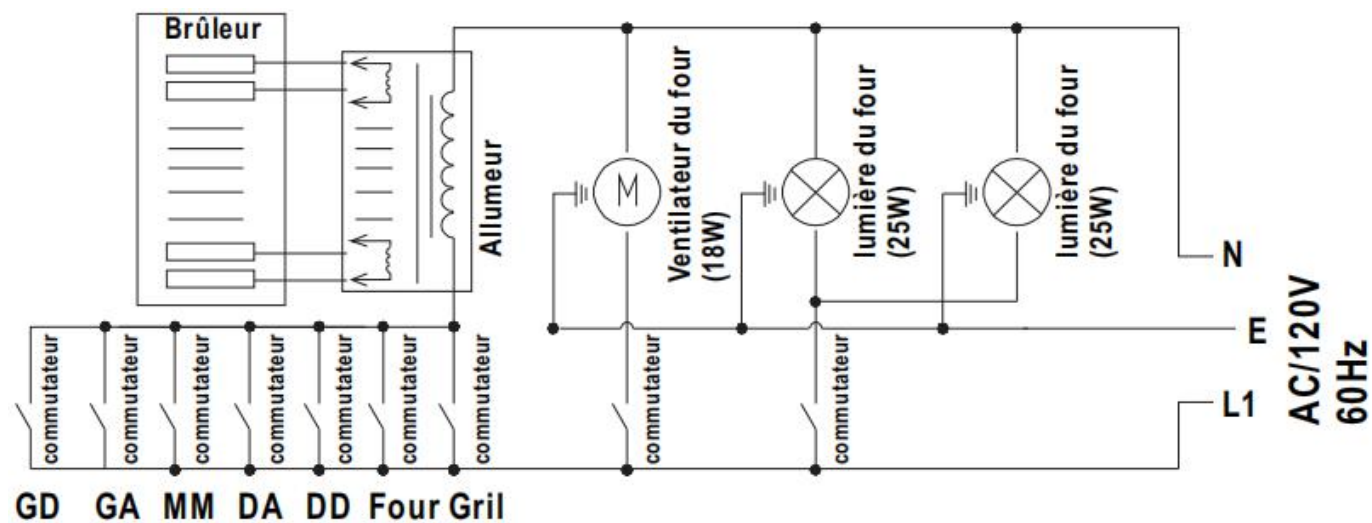 Brûleur
Allumeur
Ventilateur du four
(18W)
M
lumière du four
(25W)
lumière du four
(25W)
N
E
L1
AC/120V
60Hz
commutateur
commutateur
commutateur
commutateur
commutateur
commutateur
commutateur
commutateur
commutateur
GD GA MM DA DD Four Gril